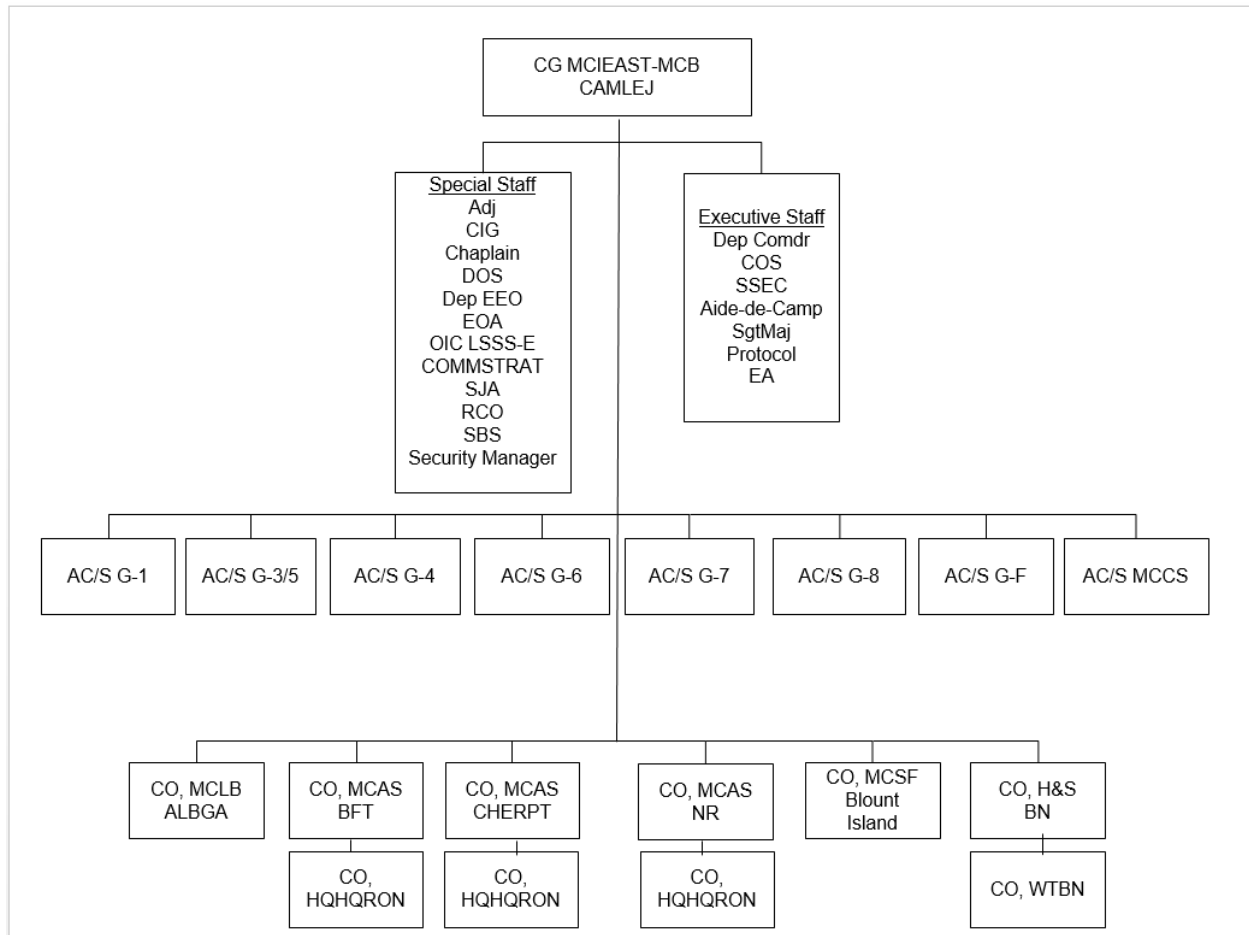 CG MCIEAST-MCB
CAMLEJ
Special Staff
Adj
CIG
Chaplain
DOS
Dep EEO
EOA
OIC LSSS-E
COMMSTRAT
SJA
RCO
SBS
Security Manager
Executive Staff
Dep Comdr
COS
SSEC
Aide-de-Camp
SgtMaj
Protocol
EA
AC/S G-1
AC/S G-3/5
AC/S G-4
AC/S G-6
AC/S G-7
AC/S G-8
AC/S G-F
AC/S MCCS
CO, MCLB
ALBGA
CO, MCAS
BFT
CO, MCAS
CHERPT
CO, MCAS
NR
CO, MCSF
Blount
Island
CO, H&S
BN
CO,
HQHQRON
CO,
HQHQRON
CO,
HQHQRON
CO, WTBN